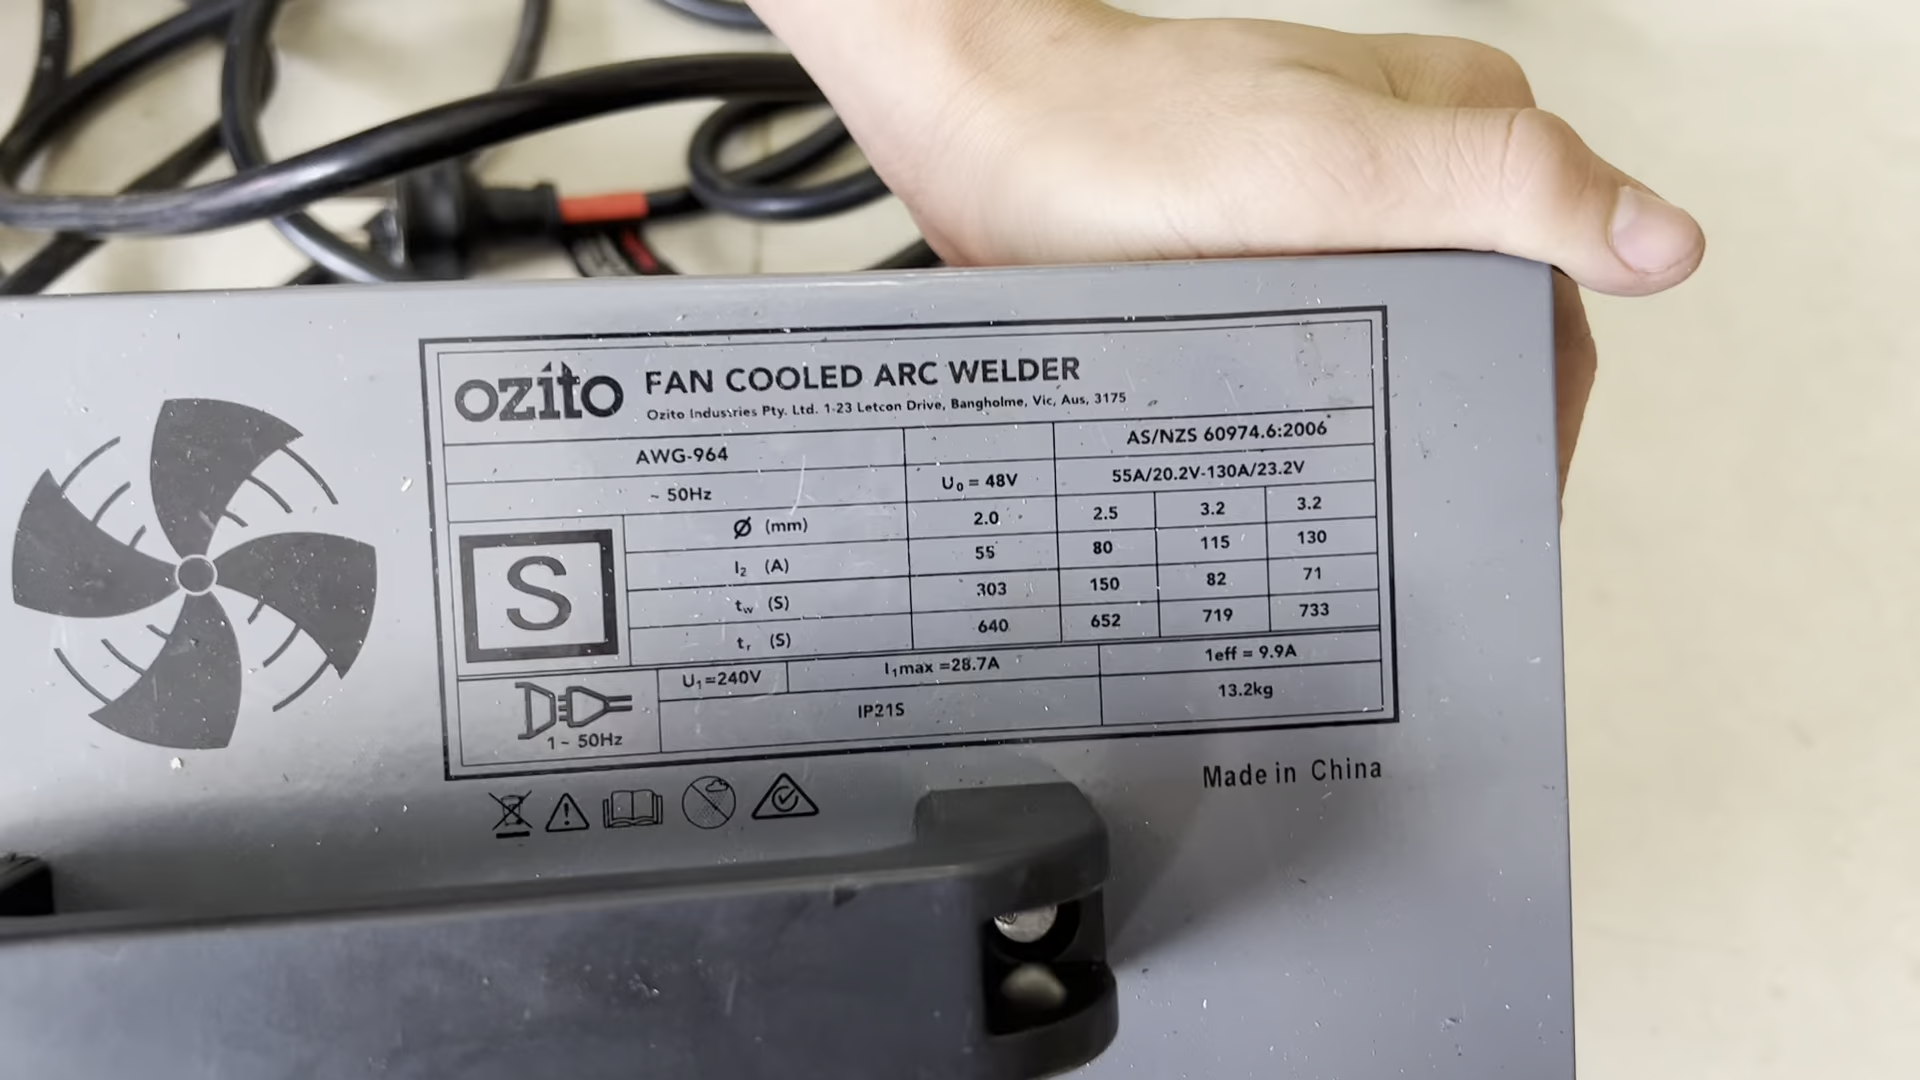 ozito FAN COOLED ARC WELDER
Ozito Industries Pty. Ltd. 1-23 Letcon Drive, Bangholme, Vic, Aus, 3175
AWG-964 AS/NZS 60974.6:2006
~ 50Hz U₀ = 48V 55A/20.2V-130A/23.2V
S
Ø (mm) 2.0 2.5 3.2 3.2
I₂ (A) 55 80 115 130
tw (S) 303 150 82 71
tr (S) 640 652 719 733
U₁=240V I₁max =28.7A 1eff = 9.9A
1~ 50Hz IP21S 13.2kg
Made in China